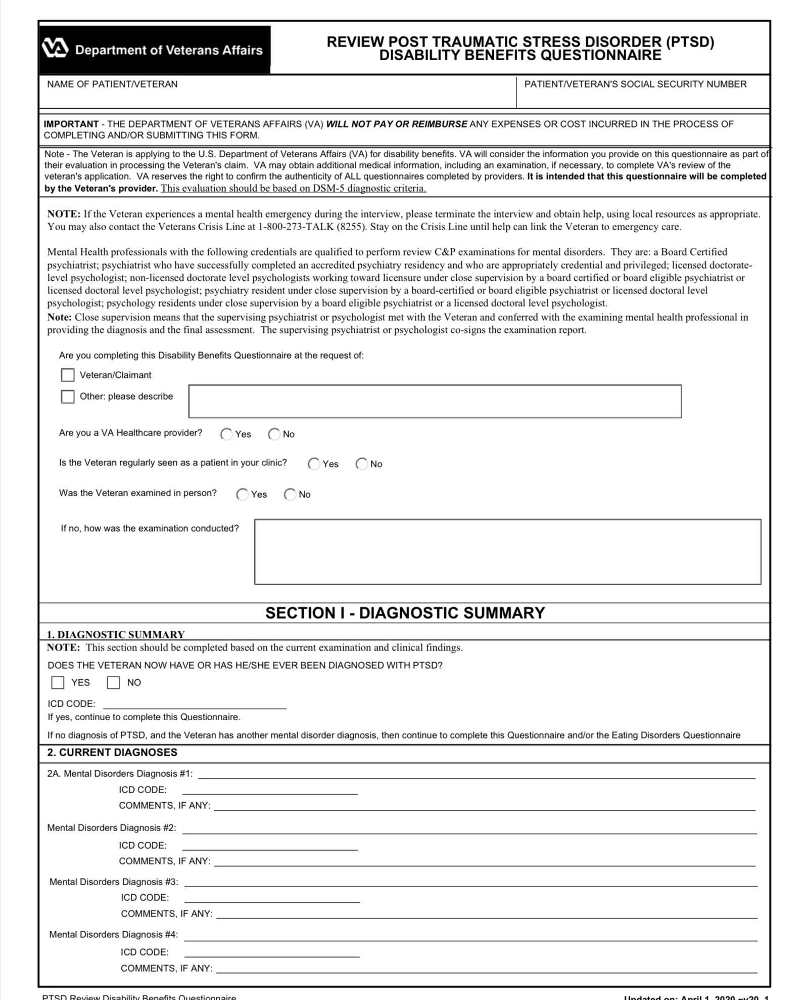 Department of Veterans Affairs
REVIEW POST TRAUMATIC STRESS DISORDER (PTSD)
DISABILITY BENEFITS QUESTIONNAIRE
NAME OF PATIENT/VETERAN
PATIENT/VETERAN'S SOCIAL SECURITY NUMBER
IMPORTANT - THE DEPARTMENT OF VETERANS AFFAIRS (VA) WILL NOT PAY OR REIMBURSE ANY EXPENSES OR COST INCURRED IN THE PROCESS OF
COMPLETING AND/OR SUBMITTING THIS FORM.
Note - The Veteran is applying to the U.S. Department of Veterans Affairs (VA) for disability benefits. VA will consider the information you provide on this questionnaire as part of
their evaluation in processing the Veteran's claim. VA may obtain additional medical information, including an examination, if necessary, to complete VA's review of the
veteran's application. VA reserves the right to confirm the authenticity of ALL questionnaires completed by providers. It is intended that this questionnaire will be completed
by the Veteran's provider. This evaluation should be based on DSM-5 diagnostic criteria.
NOTE: If the Veteran experiences a mental health emergency during the interview, please terminate the interview and obtain help, using local resources as appropriate.
You may also contact the Veterans Crisis Line at 1-800-273-TALK (8255). Stay on the Crisis Line until help can link the Veteran to emergency care.
Mental Health professionals with the following credentials are qualified to perform review C&P examinations for mental disorders. They are: a Board Certified
psychiatrist; psychiatrist who have successfully completed an accredited psychiatry residency and who are appropriately credential and privileged; licensed doctorate-
level psychologist; non-licensed doctorate level psychologists working toward licensure under close supervision by a board certified or board eligible psychiatrist or
licensed doctoral level psychologist; psychiatry resident under close supervision by a board-certified or board eligible psychiatrist or licensed doctoral level
psychologist; psychology residents under close supervision by a board eligible psychiatrist or a licensed doctoral level psychologist.
Note: Close supervision means that the supervising psychiatrist or psychologist met with the Veteran and conferred with the examining mental health professional in
providing the diagnosis and the final assessment. The supervising psychiatrist or psychologist co-signs the examination report.
Are you completing this Disability Benefits Questionnaire at the request of:
Veteran/Claimant
Other: please describe
Are you a VA Healthcare provider? Yes No
Is the Veteran regularly seen as a patient in your clinic? Yes No
Was the Veteran examined in person? Yes No
If no, how was the examination conducted?
SECTION I - DIAGNOSTIC SUMMARY
1. DIAGNOSTIC SUMMARY
NOTE: This section should be completed based on the current examination and clinical findings.
DOES THE VETERAN NOW HAVE OR HAS HE/SHE EVER BEEN DIAGNOSED WITH PTSD?
YES NO
ICD CODE:
If yes, continue to complete this Questionnaire.
If no diagnosis of PTSD, and the Veteran has another mental disorder diagnosis, then continue to complete this Questionnaire and/or the Eating Disorders Questionnaire
2. CURRENT DIAGNOSES
2A. Mental Disorders Diagnosis #1:
ICD CODE:
COMMENTS, IF ANY:
Mental Disorders Diagnosis #2:
ICD CODE:
COMMENTS, IF ANY:
Mental Disorders Diagnosis #3:
ICD CODE:
COMMENTS, IF ANY:
Mental Disorders Diagnosis #4:
ICD CODE:
COMMENTS, IF ANY:
PTSD Review Disability Benefits Questionnaire
Updated on: April 1, 2020 ~v20_1